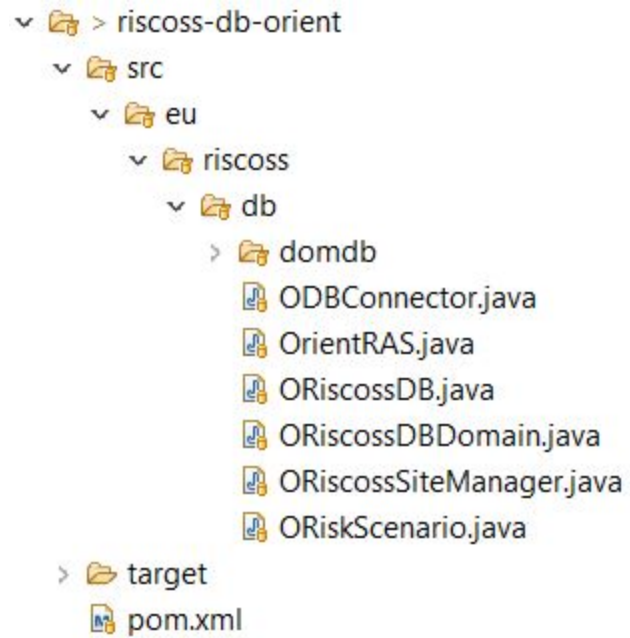 > riscoss-db-orient
src
eu
riscoss
db
domdb
ODBConnector.java
OrientRAS.java
ORiscossDB.java
ORiscossDBDomain.java
ORiscossSiteManager.java
ORiskScenario.java
target
pom.xml